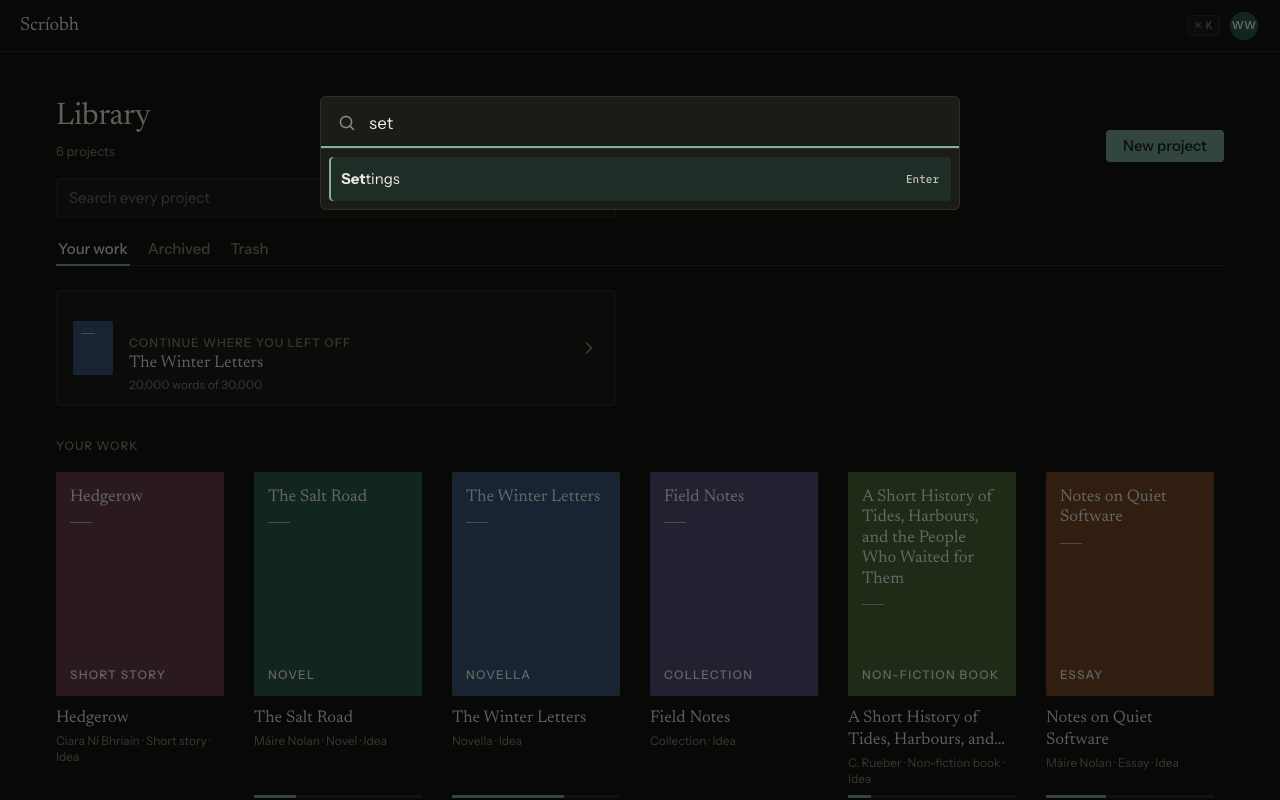 Scríobh
⌘ K
WW
Library
6 projects
set
Settings
Enter
New project
Search every project
Your work
Archived
Trash
CONTINUE WHERE YOU LEFT OFF
The Winter Letters
20,000 words of 30,000
YOUR WORK
Hedgerow
SHORT STORY
Hedgerow
Ciara Ní Bhriain · Short story ·
Idea
The Salt Road
NOVEL
The Salt Road
Máire Nolan · Novel · Idea
The Winter Letters
NOVELLA
The Winter Letters
Novella · Idea
Field Notes
COLLECTION
Field Notes
Collection · Idea
A Short History of
Tides, Harbours,
and the People
Who Waited for
Them
NON-FICTION BOOK
A Short History of
Tides, Harbours, and…
C. Rueber · Non-fiction book ·
Idea
Notes on Quiet
Software
ESSAY
Notes on Quiet
Software
Máire Nolan · Essay · Idea